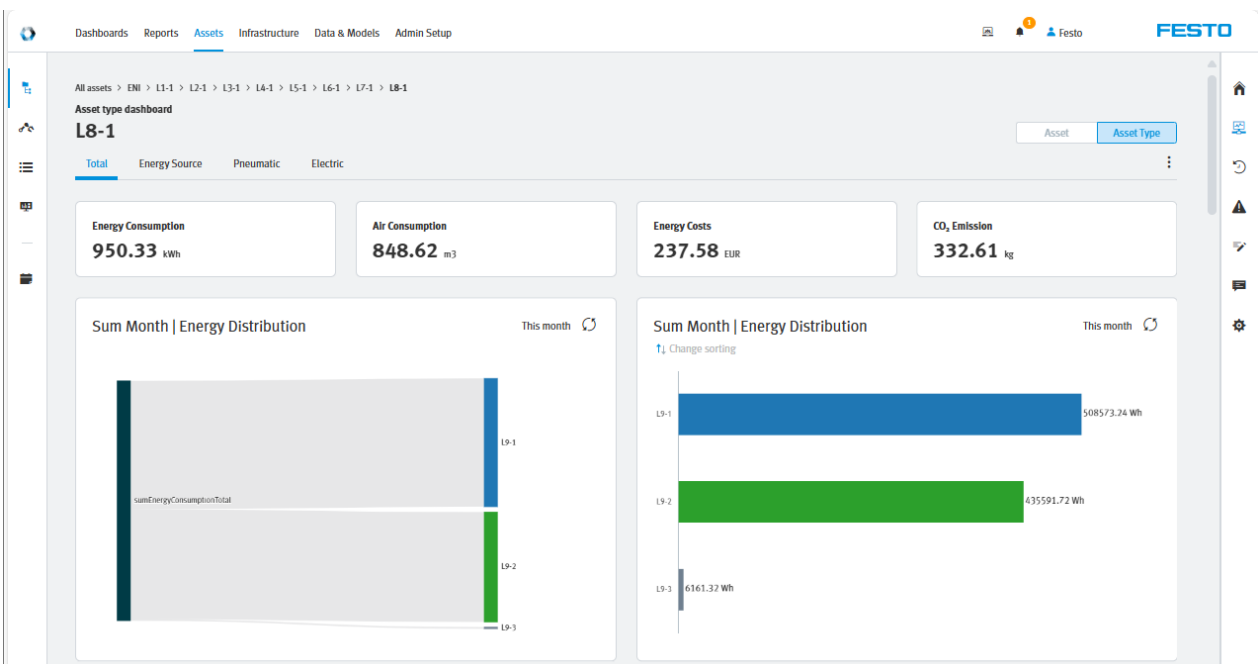 Dashboards Reports Assets Infrastructure Data & Models Admin Setup
1
Festo
FESTO
All assets > ENI > L1-1 > L2-1 > L3-1 > L4-1 > L5-1 > L6-1 > L7-1 > L8-1
Asset type dashboard
L8-1
Asset Asset Type
Total Energy Source Pneumatic Electric
Energy Consumption
950.33 kWh
Air Consumption
848.62 m3
Energy Costs
237.58 EUR
CO₂ Emission
332.61 kg
Sum Month | Energy Distribution
This month
L9-1
sumEnergyConsumptionTotal
L9-2
L9-3
Sum Month | Energy Distribution
This month
↑↓ Change sorting
L9-1 508573.24 Wh
L9-2 435591.72 Wh
L9-3 6161.32 Wh